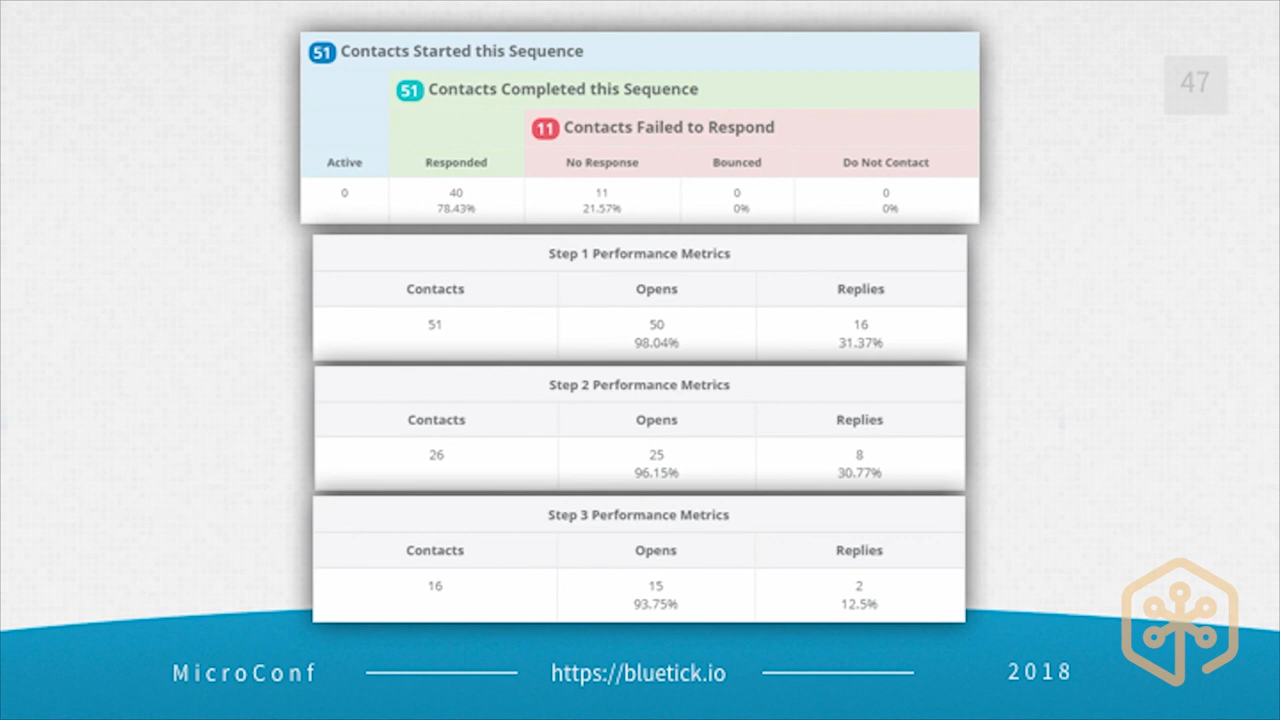 51 Contacts Started this Sequence
47
51 Contacts Completed this Sequence
11 Contacts Failed to Respond
Active Responded No Response Bounced Do Not Contact
0 40 11 0 0
78.43% 21.57% 0% 0%
Step 1 Performance Metrics
Contacts Opens Replies
51 50 16
98.04% 31.37%
Step 2 Performance Metrics
Contacts Opens Replies
26 25 8
96.15% 30.77%
Step 3 Performance Metrics
Contacts Opens Replies
16 15 2
93.75% 12.5%
MicroConf https://bluetick.io 2018